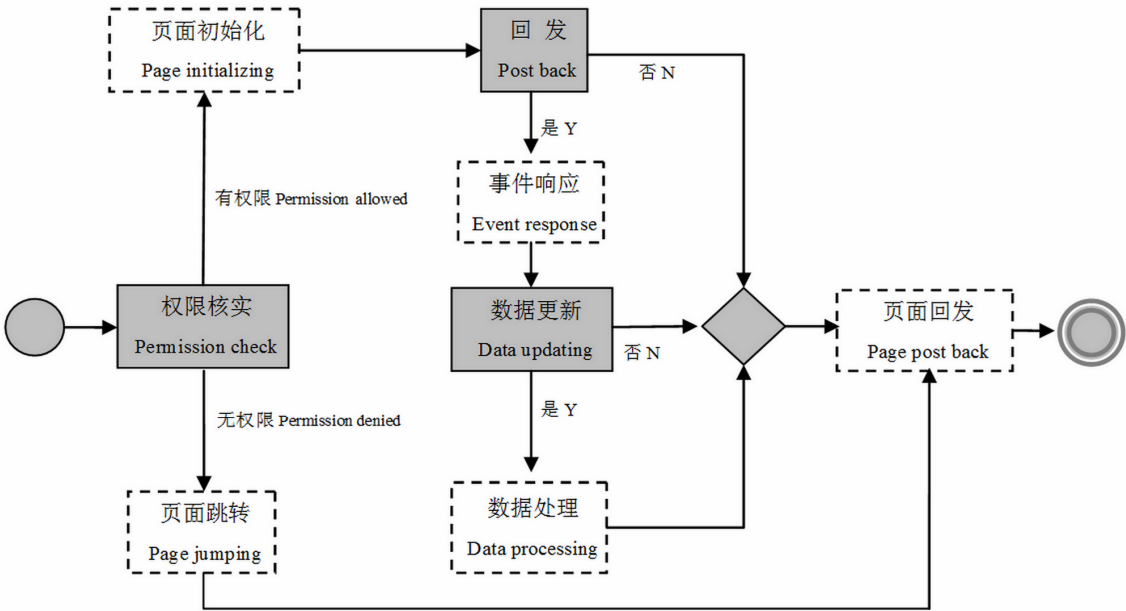 页面初始化
Page initializing
回 发
Post back
否 N
是 Y
事件响应
Event response
有权限 Permission allowed
权限核实
Permission check
数据更新
Data updating
否 N
页面回发
Page post back
是 Y
无权限 Permission denied
页面跳转
Page jumping
数据处理
Data processing